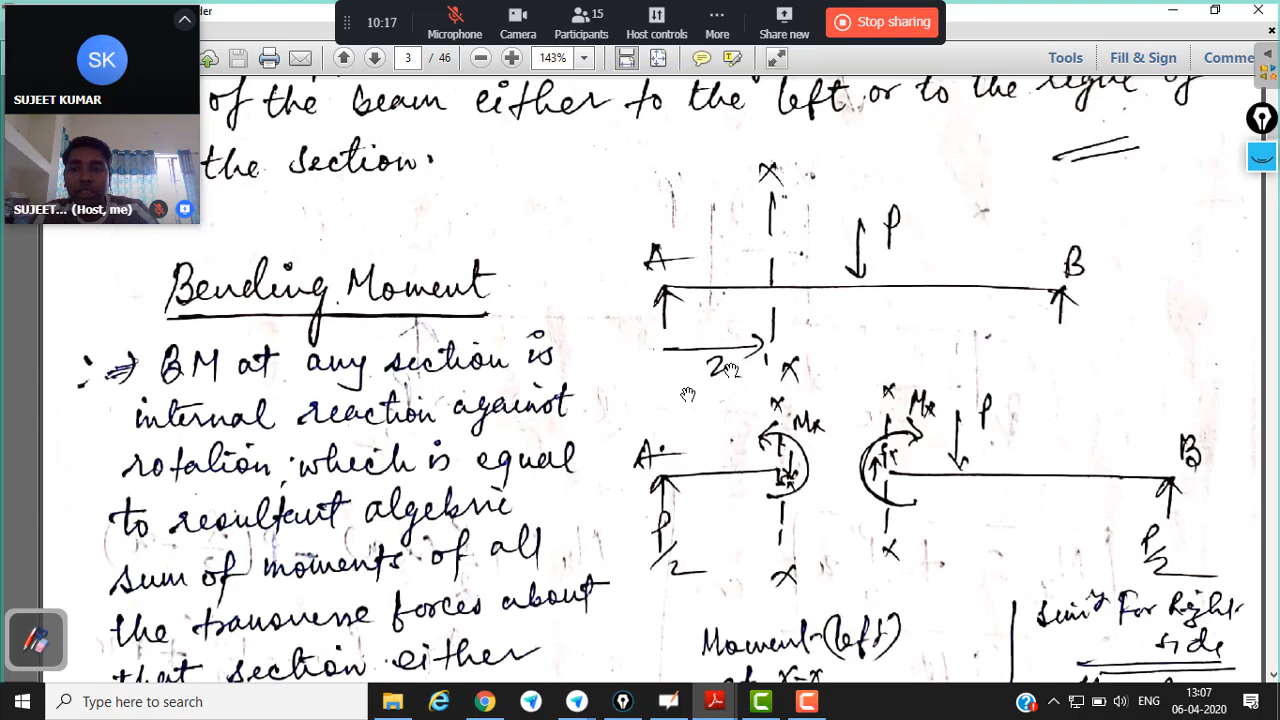 10:17
Microphone
Camera
15
Participants
Host controls
More
Share new
Stop sharing
SK
SUJEET KUMAR
SUJEET... (Host, me)
3 / 46
143%
Tools
Fill & Sign
Comme
of the beam either to the left or to the right of
the section.
Bending Moment
BM at any section is
internal reaction against
rotation, which is equal
to resultant algebric
sum of moments of all
the transverse forces about
that section either
X
P
A
B
X
X
Mx
X
Mx
P
A
B
P/2
X
X
P/2
Moment (left)
at X-X
For Right
side
Type here to search
ENG
13:07
06-04-2020